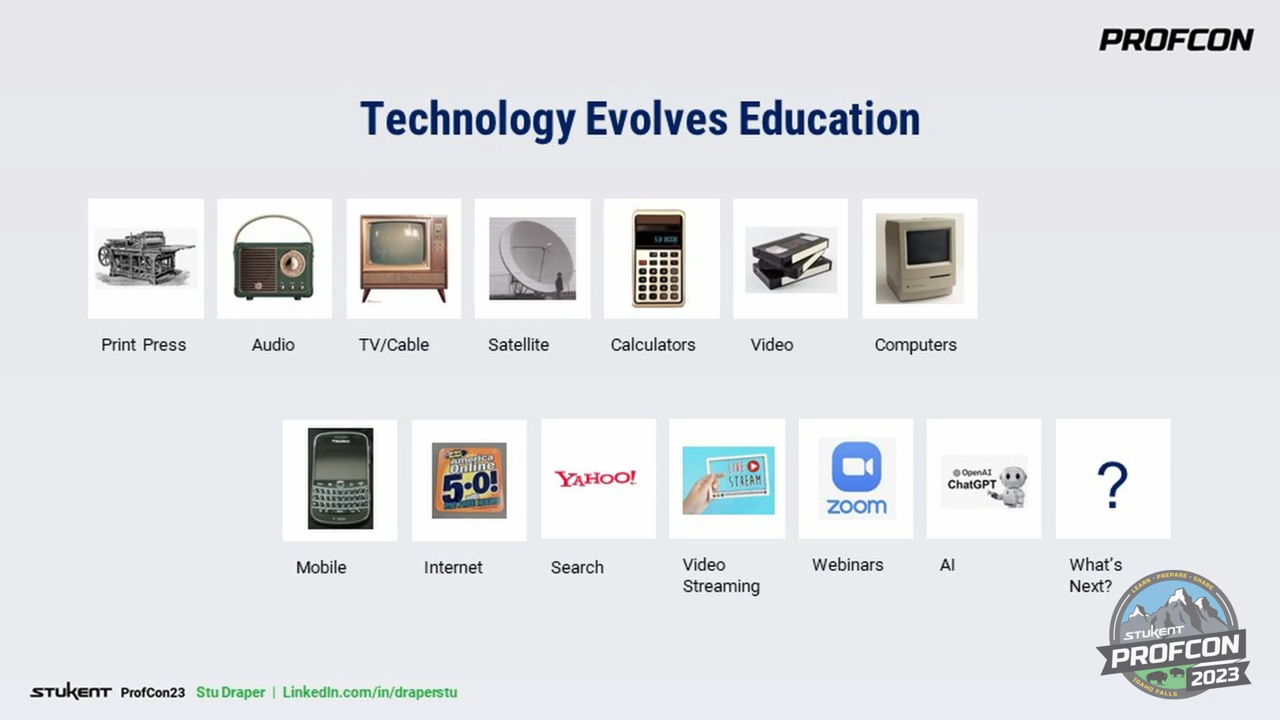 PROFCON
Technology Evolves Education
Print Press
Audio
TV/Cable
Satellite
Calculators
Video
Computers
America
Online
5.0!
YAHOO!
LIVE
STREAM
zoom
OpenAI
ChatGPT
?
Mobile
Internet
Search
Video
Streaming
Webinars
AI
What's
Next?
LEARN • PREPARE • SHARE
STUKENT
PROFCON
2023
IDAHO FALLS
STUKENT ProfCon23 Stu Draper | LinkedIn.com/in/draperstu